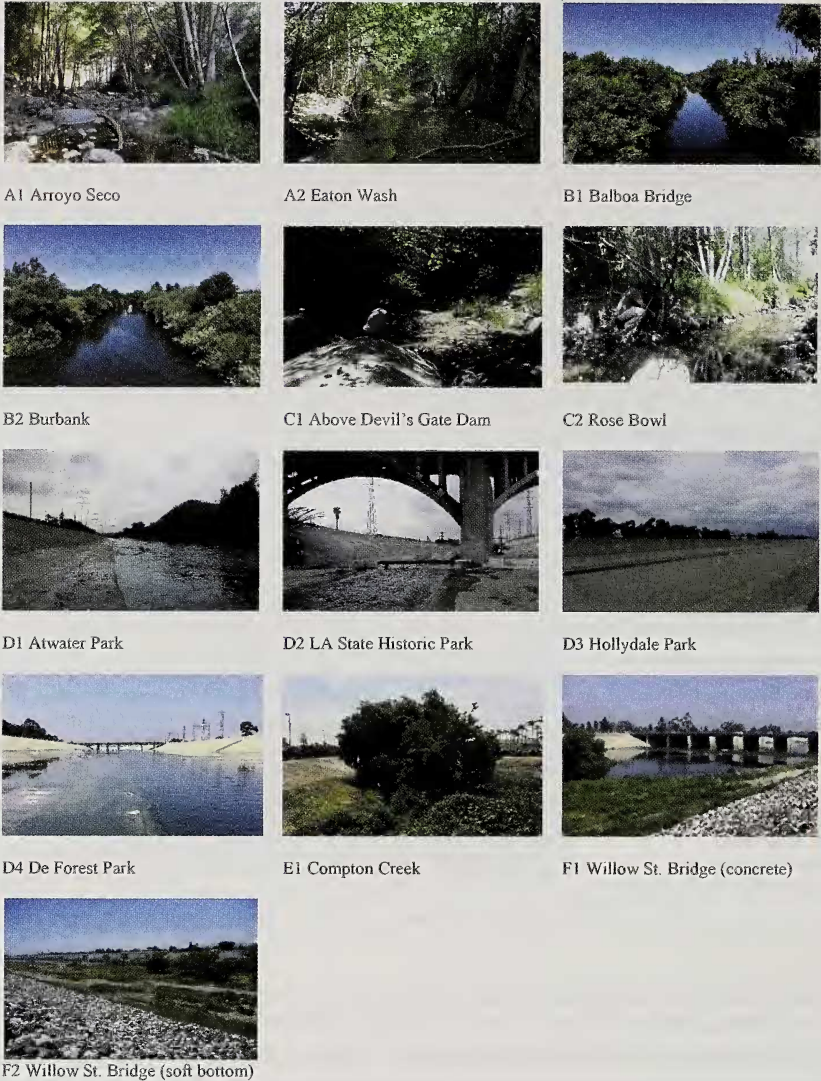 A1 Arroyo Seco
A2 Eaton Wash
B1 Balboa Bridge
B2 Burbank
C1 Above Devil's Gate Dam
C2 Rose Bowl
D1 Atwater Park
D2 LA State Historic Park
D3 Hollydale Park
D4 De Forest Park
E1 Compton Creek
F1 Willow St. Bridge (concrete)
F2 Willow St. Bridge (soft bottom)